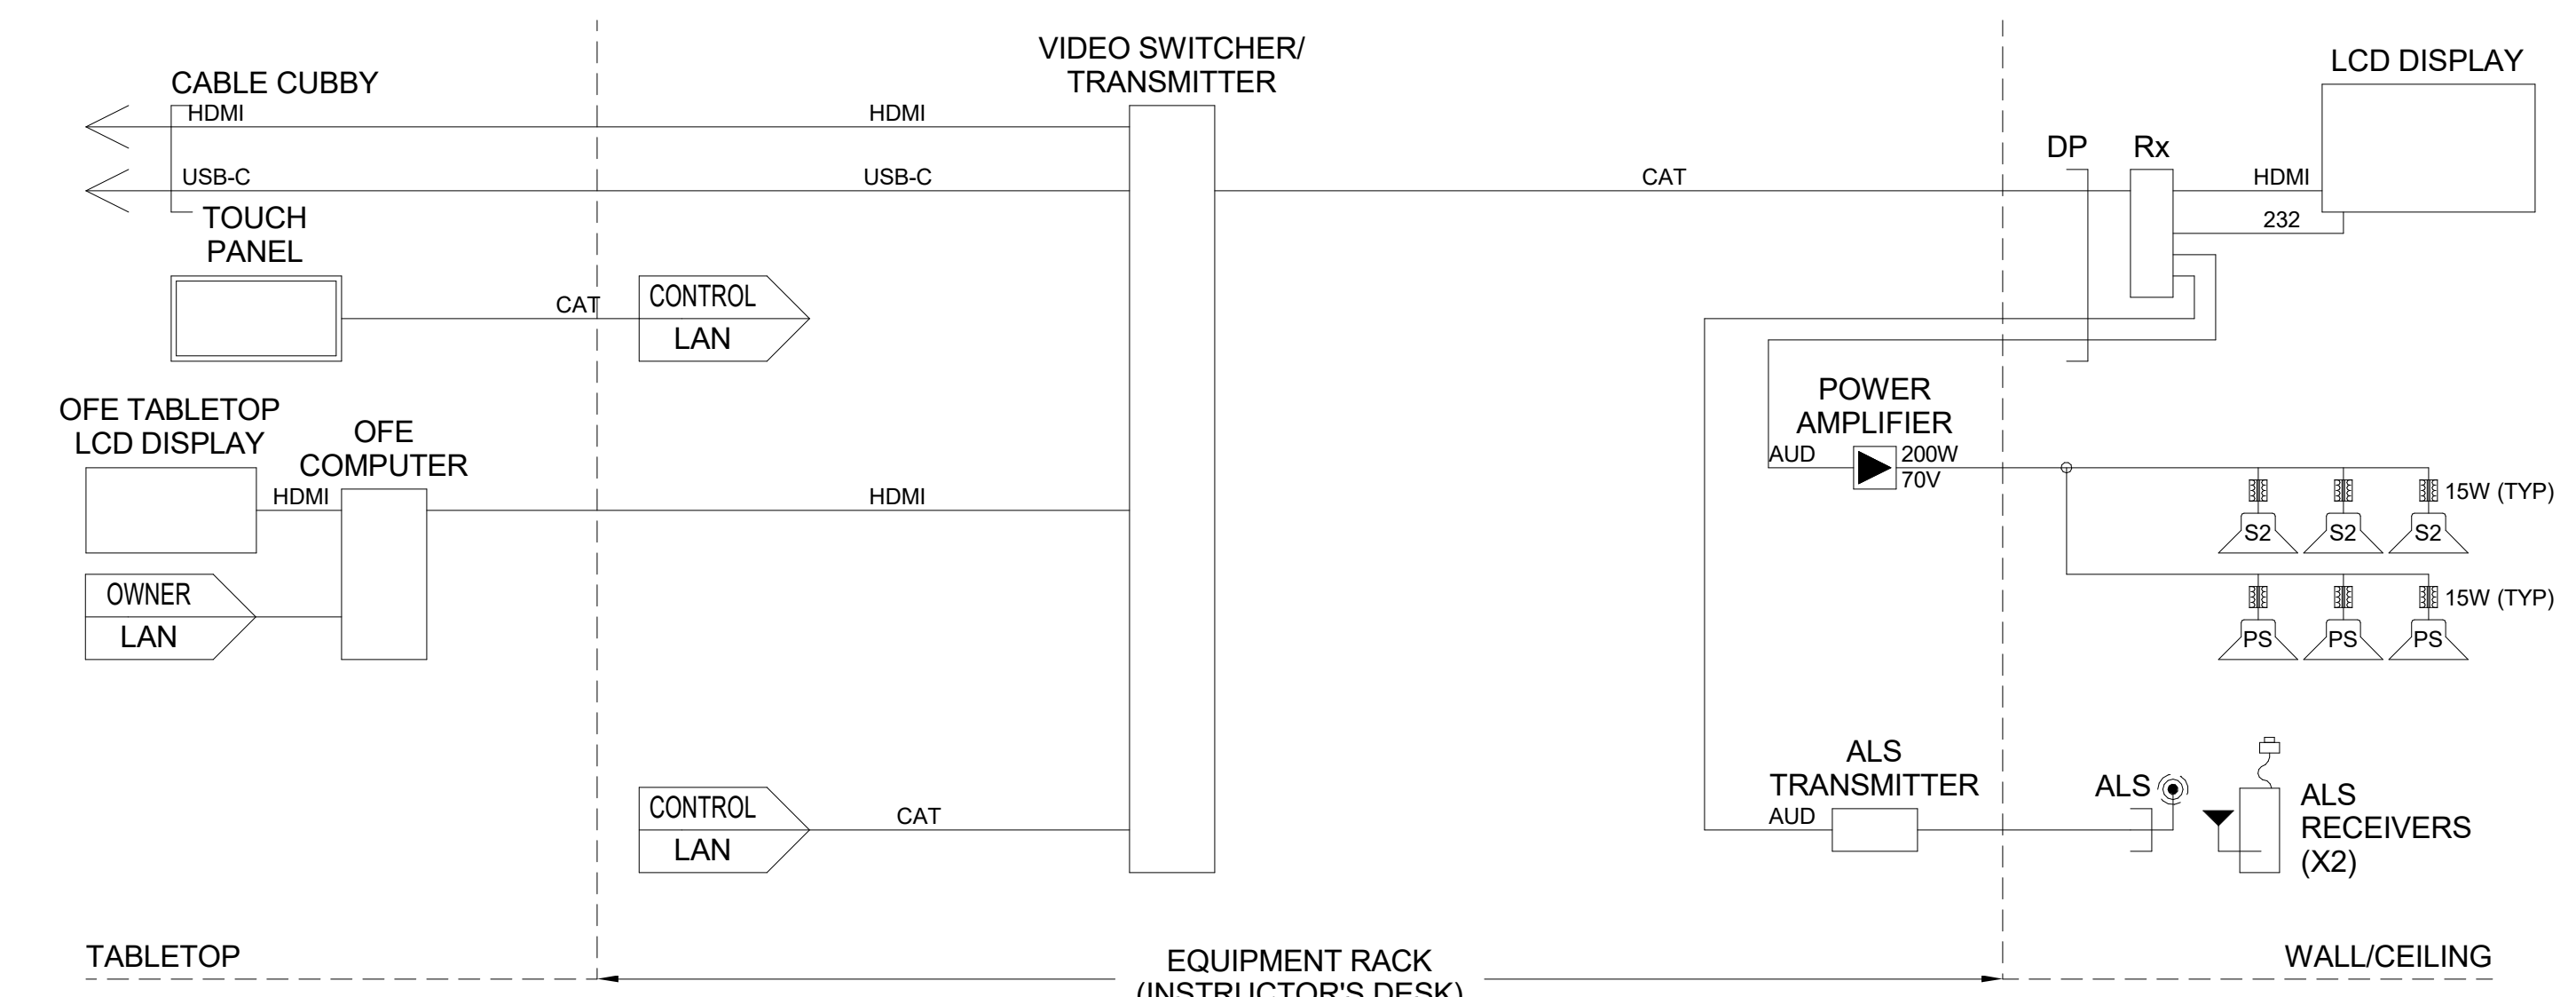 VIDEO SWITCHER/
TRANSMITTER
LCD DISPLAY
CABLE CUBBY
HDMI
HDMI
DP
Rx
USB-C
USB-C
CAT
HDMI
TOUCH
PANEL
232
CAT
CONTROL
LAN
POWER
AMPLIFIER
OFE TABLETOP
LCD DISPLAY
OFE
COMPUTER
AUD
200W
70V
HDMI
HDMI
15W (TYP)
S2
S2
S2
OWNER
LAN
15W (TYP)
PS
PS
PS
ALS
TRANSMITTER
ALS
ALS
RECEIVERS
(X2)
CONTROL
LAN
CAT
AUD
TABLETOP
EQUIPMENT RACK
(INSTRUCTOR'S DESK)
WALL/CEILING